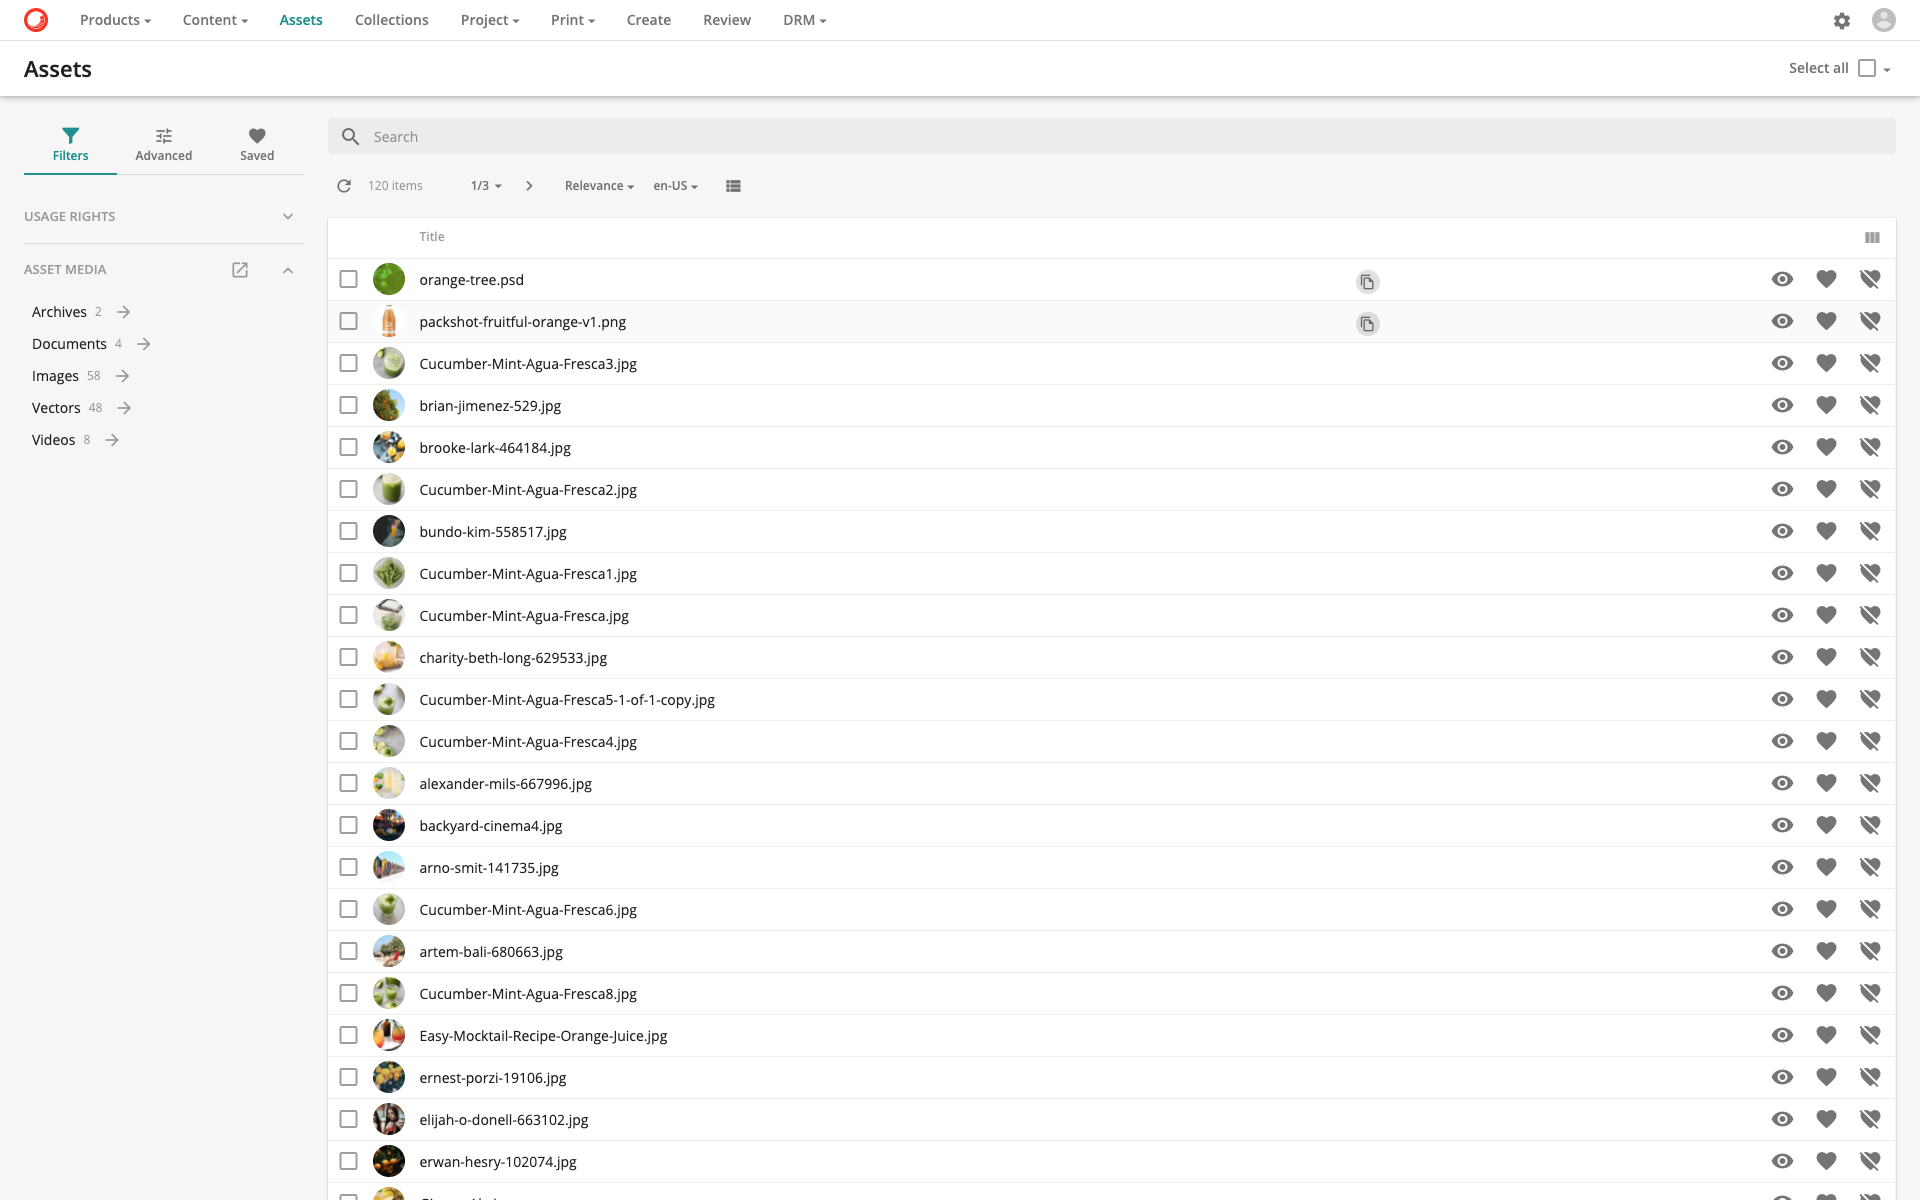 Products Content Assets Collections Project Print Create Review DRM
Assets
Select all
Filters Advanced Saved
Search
120 items 1/3 Relevance en-US
USAGE RIGHTS
ASSET MEDIA
Archives 2
Documents 4
Images 58
Vectors 48
Videos 8
Title
orange-tree.psd
packshot-fruitful-orange-v1.png
Cucumber-Mint-Agua-Fresca3.jpg
brian-jimenez-529.jpg
brooke-lark-464184.jpg
Cucumber-Mint-Agua-Fresca2.jpg
bundo-kim-558517.jpg
Cucumber-Mint-Agua-Fresca1.jpg
Cucumber-Mint-Agua-Fresca.jpg
charity-beth-long-629533.jpg
Cucumber-Mint-Agua-Fresca5-1-of-1-copy.jpg
Cucumber-Mint-Agua-Fresca4.jpg
alexander-mils-667996.jpg
backyard-cinema4.jpg
arno-smit-141735.jpg
Cucumber-Mint-Agua-Fresca6.jpg
artem-bali-680663.jpg
Cucumber-Mint-Agua-Fresca8.jpg
Easy-Mocktail-Recipe-Orange-Juice.jpg
ernest-porzi-19106.jpg
elijah-o-donell-663102.jpg
erwan-hesry-102074.jpg